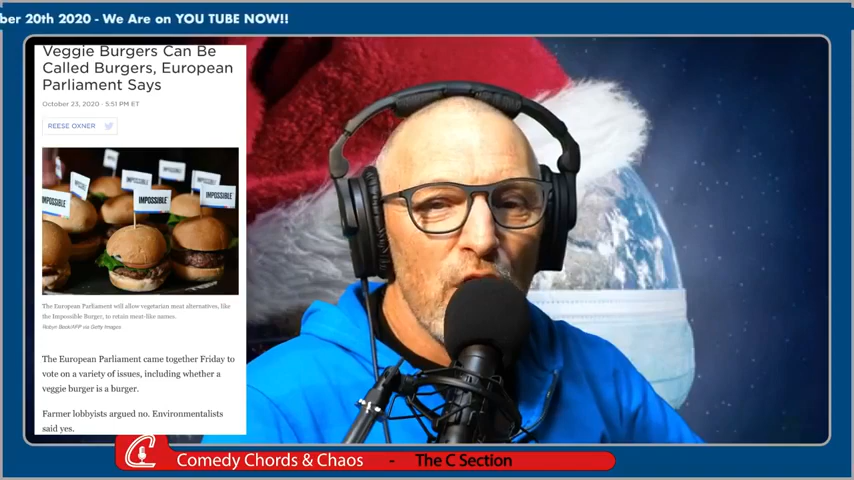 ber 20th 2020 - We Are on YOU TUBE NOW!!
Veggie Burgers Can Be
Called Burgers, European
Parliament Says
October 23, 2020 · 5:51 PM ET
REESE OXNER
IMPOSSIBLE
IMPOSSIBLE
IMPOSSIBLE
IMPOSSIBLE
The European Parliament will allow vegetarian meat alternatives, like
the Impossible Burger, to retain meat-like names.
Robyn Beck/AFP via Getty Images
The European Parliament came together Friday to
vote on a variety of issues, including whether a
veggie burger is a burger.
Farmer lobbyists argued no. Environmentalists
said yes.
Comedy Chords & Chaos - The C Section